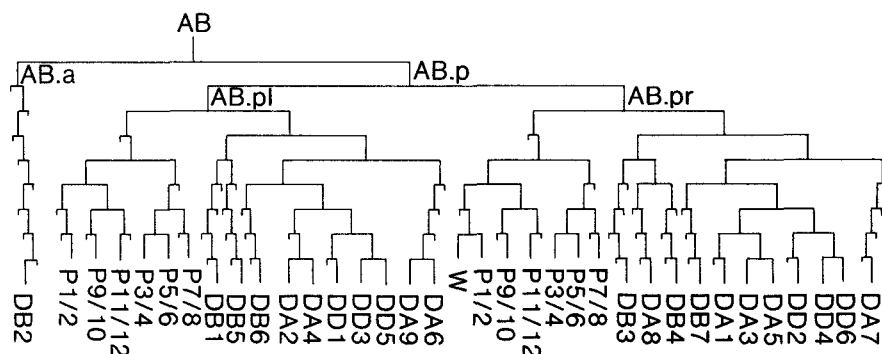 AB
AB.a
AB.p
AB.pl
AB.pr
DB2
P1/2
P9/10
P11/12
P3/4
P5/6
P7/8
DB1
DB5
DB6
DA2
DA4
DD1
DD3
DD5
DA9
DA6
W
P1/2
P9/10
P11/12
P3/4
P5/6
P7/8
DB3
DA8
DB4
DB7
DA1
DA3
DA5
DD2
DD4
DD6
DA7